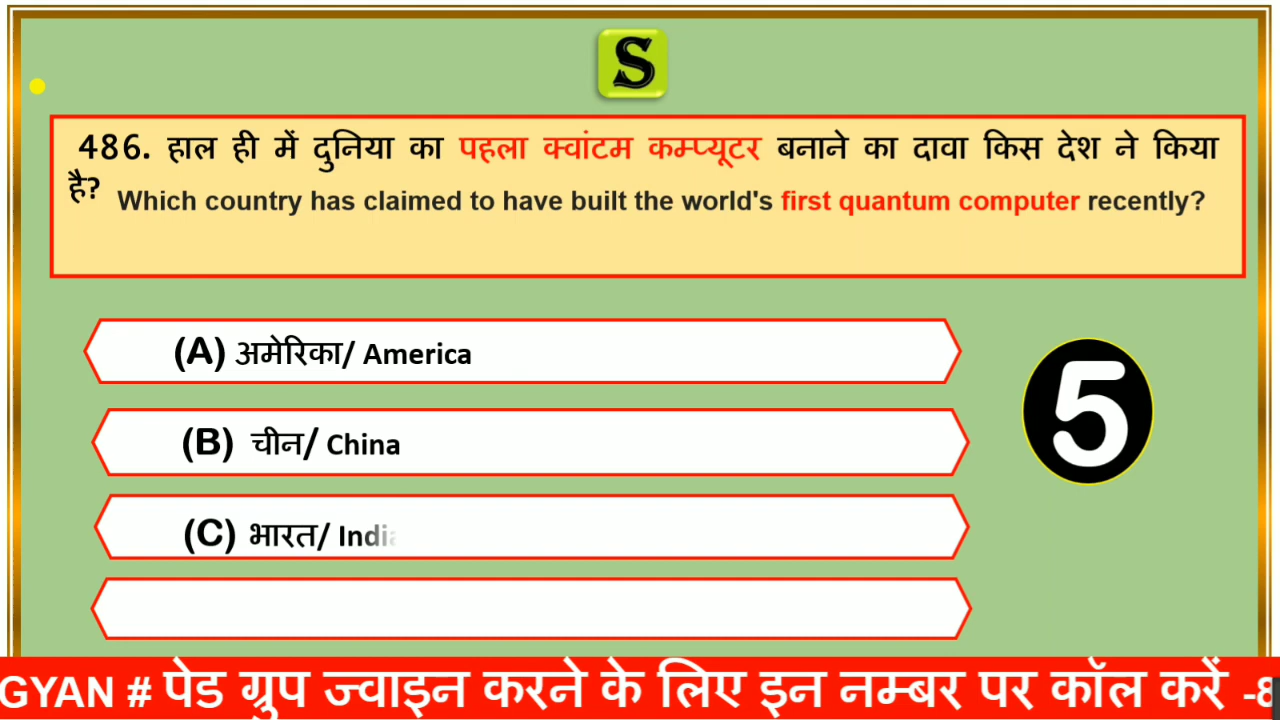 S
486. हाल ही में दुनिया का पहला क्वांटम कम्प्यूटर बनाने का दावा किस देश ने किया
है? Which country has claimed to have built the world's first quantum computer recently?
(A) अमेरिका/ America
5
(B) चीन/ China
(C) भारत/ India
GYAN # पेड ग्रुप ज्वाइन करने के लिए इन नम्बर पर कॉल करें -8